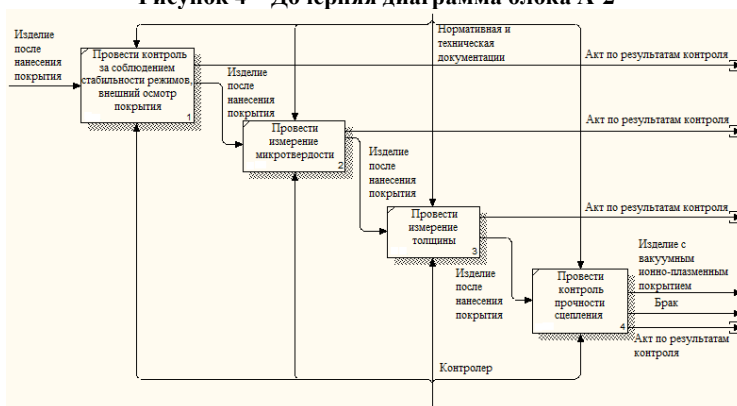 Рисунок 4 – Дочерняя диаграмма блока А-2
Изделие
после
нанесения
покрытия
Провести контроль
за соблюдением
стабильности режимов,
внешний осмотр
покрытия
1
Нормативная и
техническая
документации
Акт по результатам контроля
Изделие
после
нанесения
покрытия
Провести
измерение
микротвердости
2
Акт по результатам контроля
Изделие
после
нанесения
покрытия
Провести
измерение
толщины
3
Акт по результатам контроля
Изделие
после
нанесения
покрытия
Провести
контроль
прочности
сцепления
4
Изделие с
вакуумным
ионно-плазменным
покрытием
Брак
Акт по результатам
контроля
Контролер